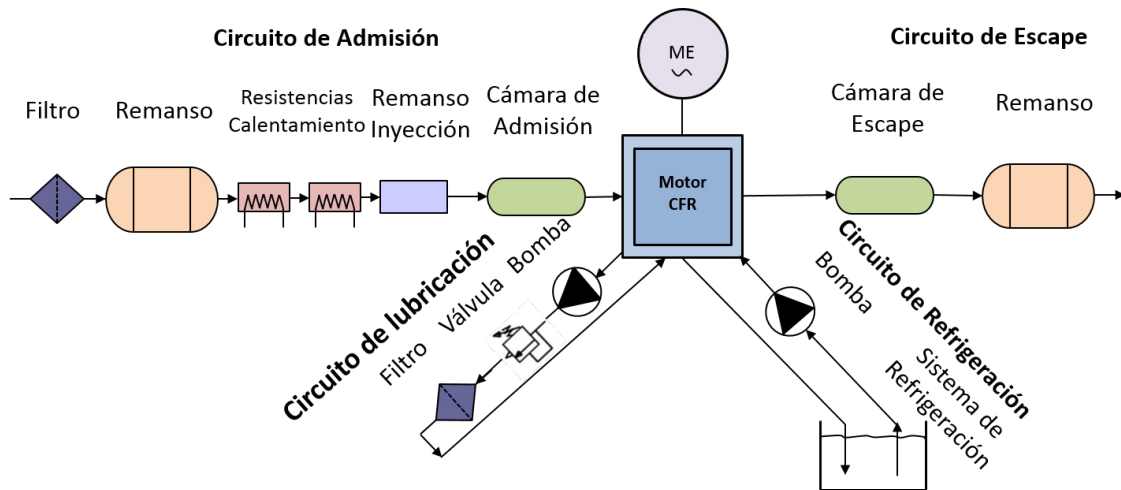 Circuito de Admisión
ME
Circuito de Escape
Filtro
Remanso
Resistencias
Calentamiento
Remanso
Inyección
Cámara de
Admisión
Cámara de
Escape
Remanso
Motor
CFR
Circuito de lubricación
Filtro
Válvula
Bomba
Bomba
Circuito de Refrigeración
Sistema de
Refrigeración